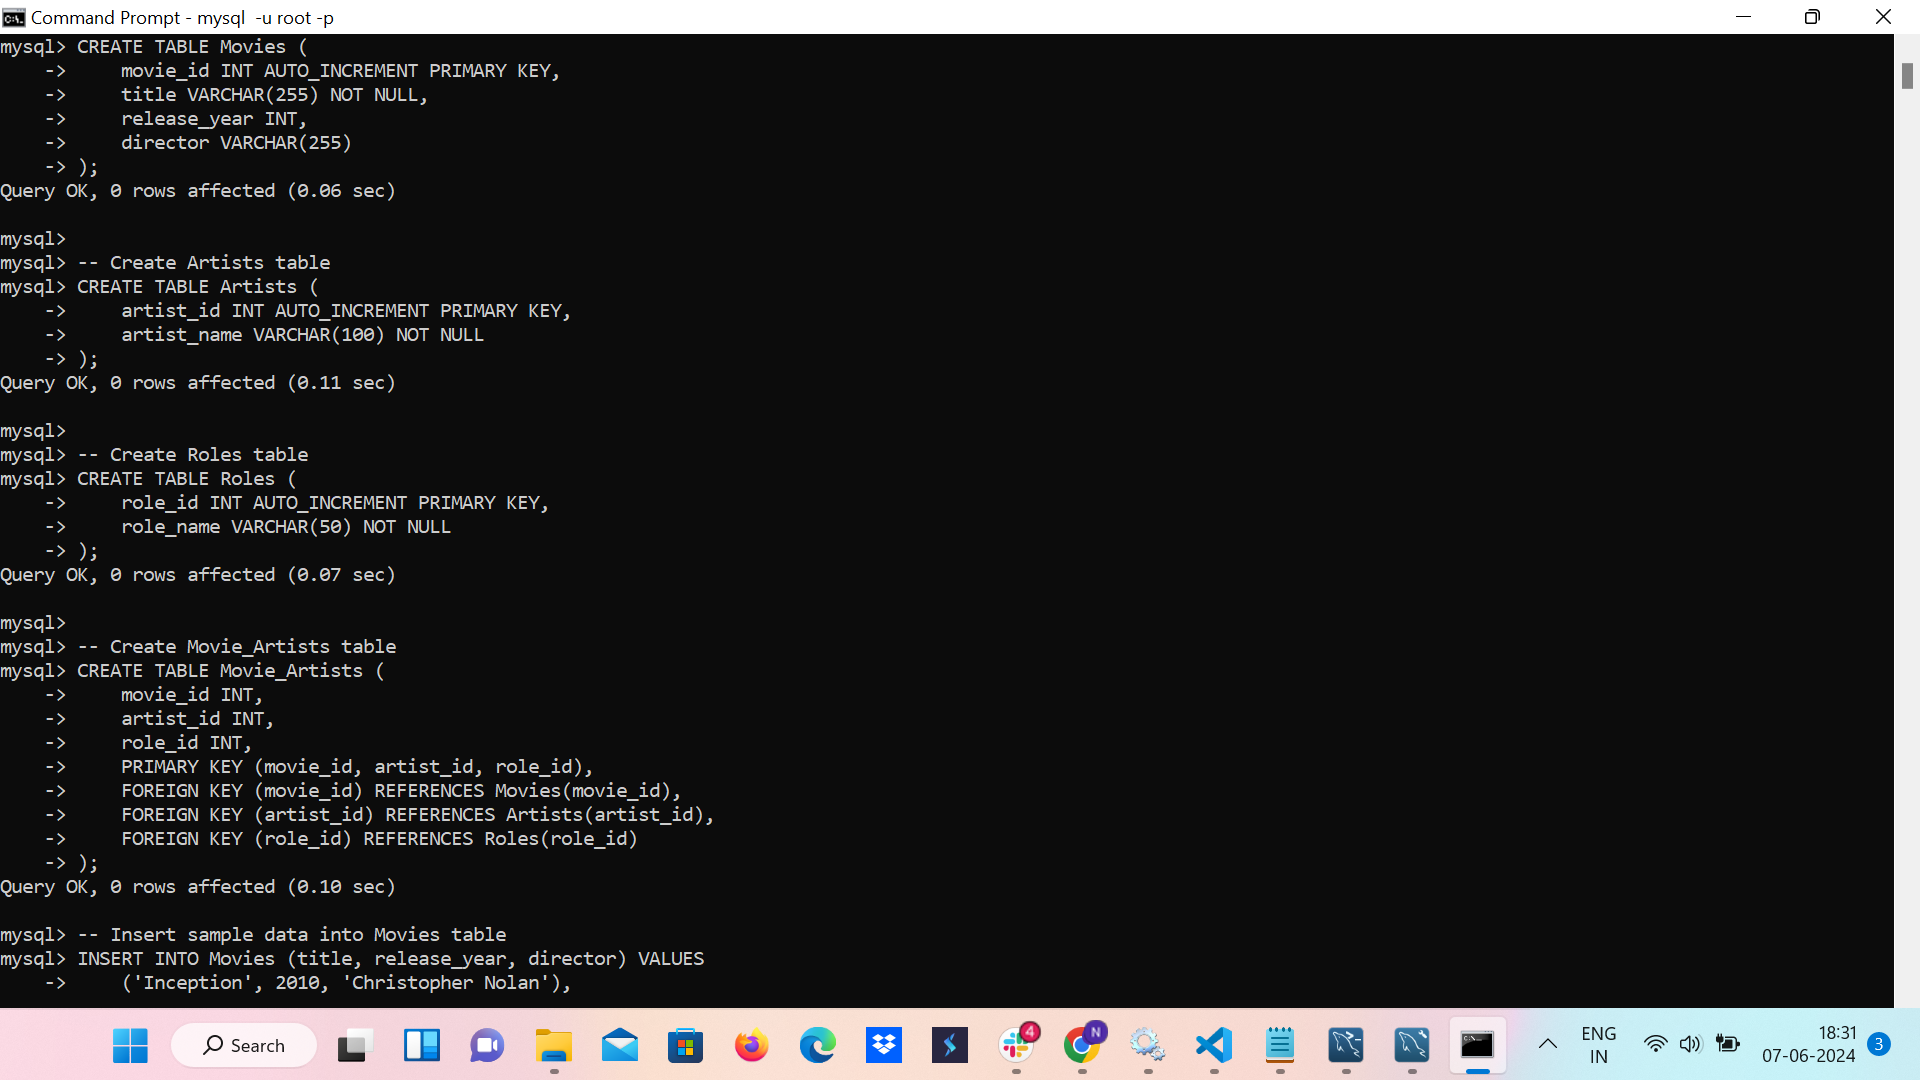 Command Prompt - mysql  -u root -p
mysql> CREATE TABLE Movies (
    ->     movie_id INT AUTO_INCREMENT PRIMARY KEY,
    ->     title VARCHAR(255) NOT NULL,
    ->     release_year INT,
    ->     director VARCHAR(255)
    -> );
Query OK, 0 rows affected (0.06 sec)
mysql>
mysql> -- Create Artists table
mysql> CREATE TABLE Artists (
    ->     artist_id INT AUTO_INCREMENT PRIMARY KEY,
    ->     artist_name VARCHAR(100) NOT NULL
    -> );
Query OK, 0 rows affected (0.11 sec)
mysql>
mysql> -- Create Roles table
mysql> CREATE TABLE Roles (
    ->     role_id INT AUTO_INCREMENT PRIMARY KEY,
    ->     role_name VARCHAR(50) NOT NULL
    -> );
Query OK, 0 rows affected (0.07 sec)
mysql>
mysql> -- Create Movie_Artists table
mysql> CREATE TABLE Movie_Artists (
    ->     movie_id INT,
    ->     artist_id INT,
    ->     role_id INT,
    ->     PRIMARY KEY (movie_id, artist_id, role_id),
    ->     FOREIGN KEY (movie_id) REFERENCES Movies(movie_id),
    ->     FOREIGN KEY (artist_id) REFERENCES Artists(artist_id),
    ->     FOREIGN KEY (role_id) REFERENCES Roles(role_id)
    -> );
Query OK, 0 rows affected (0.10 sec)
mysql> -- Insert sample data into Movies table
mysql> INSERT INTO Movies (title, release_year, director) VALUES
    ->     ('Inception', 2010, 'Christopher Nolan'),
Search
4
N
ENG
IN
18:31
07-06-2024
3